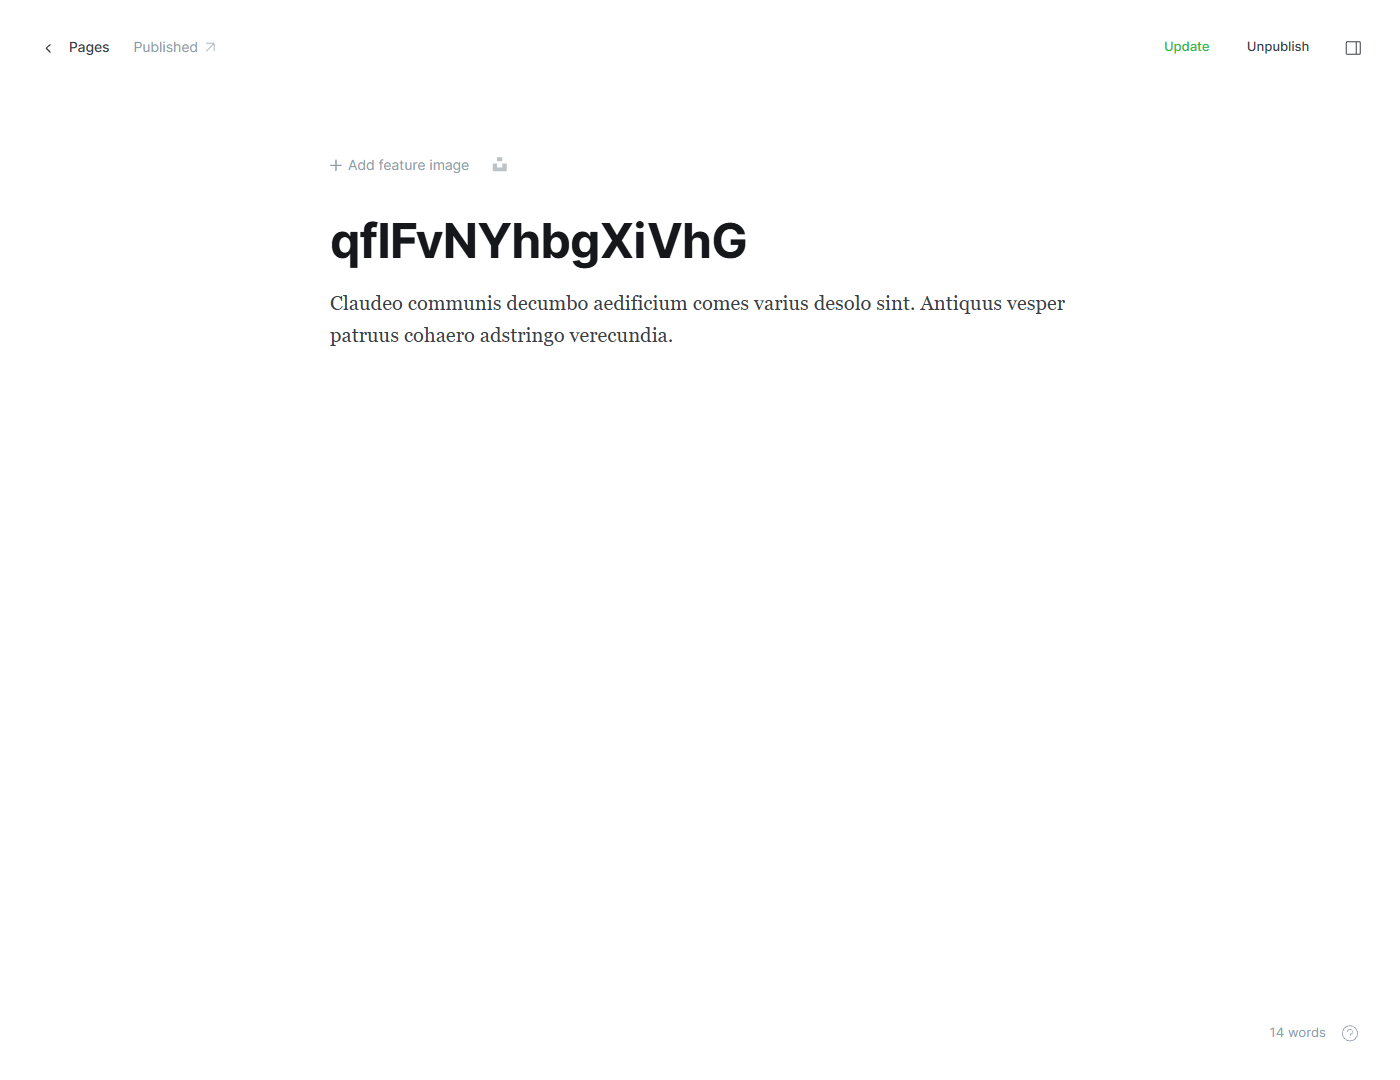 Pages Published Update Unpublish
Add feature image
qflFvNYhbgXiVhG
Claudeo communis decumbo aedificium comes varius desolo sint. Antiquus vesper
patruus cohaero adstringo verecundia.
14 words